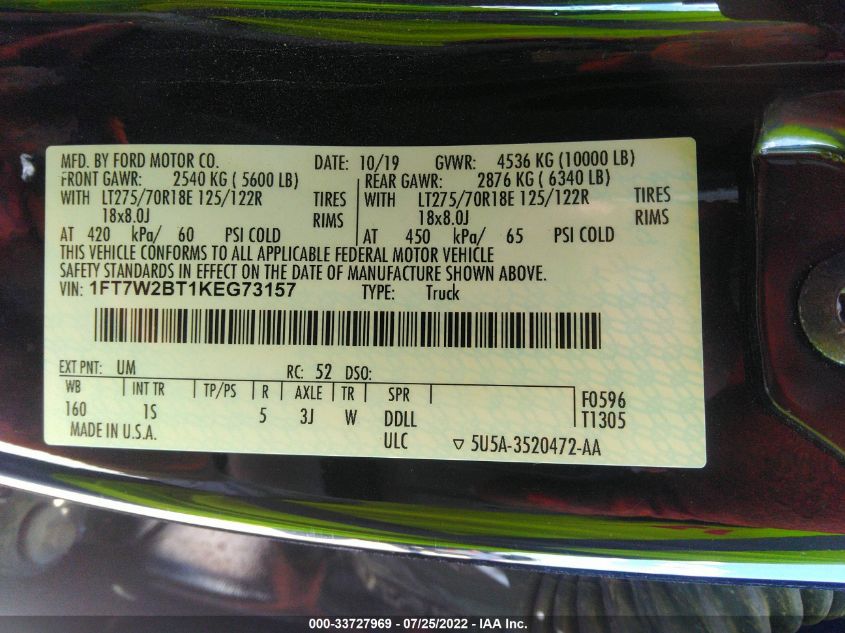 MFD. BY FORD MOTOR CO. DATE: 10/19 GVWR: 4536 KG (10000 LB)
FRONT GAWR: 2540 KG ( 5600 LB) REAR GAWR: 2876 KG ( 6340 LB)
WITH LT275/70R18E 125/122R TIRES WITH LT275/70R18E 125/122R TIRES
18x8.0J RIMS 18x8.0J RIMS
AT 420 kPa/ 60 PSI COLD AT 450 kPa/ 65 PSI COLD
THIS VEHICLE CONFORMS TO ALL APPLICABLE FEDERAL MOTOR VEHICLE
SAFETY STANDARDS IN EFFECT ON THE DATE OF MANUFACTURE SHOWN ABOVE.
VIN: 1FT7W2BT1KEG73157 TYPE: Truck
EXT PNT: UM RC: 52 DSO:
WB INT TR TP/PS R AXLE TR SPR F0596
160 1S 5 3J W DDLL T1305
MADE IN U.S.A. ULC ▽ 5U5A-3520472-AA
000-33727969 / 07/25/2022 - IAA Inc.